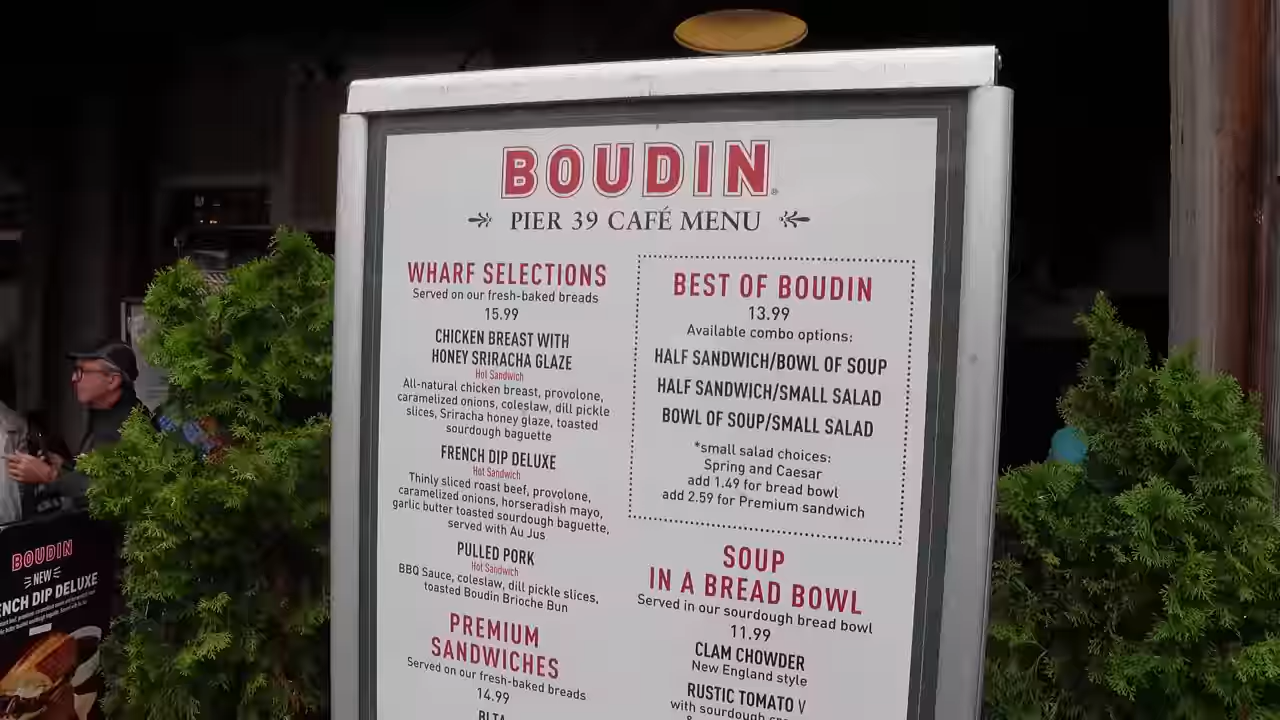 BOUDIN
PIER 39 CAFÉ MENU
WHARF SELECTIONS
Served on our fresh-baked breads
15.99
CHICKEN BREAST WITH
HONEY SRIRACHA GLAZE
Hot Sandwich
All-natural chicken breast, provolone,
caramelized onions, coleslaw, dill pickle
slices, Sriracha honey glaze, toasted
sourdough baguette
FRENCH DIP DELUXE
Hot Sandwich
Thinly sliced roast beef, provolone,
caramelized onions, horseradish mayo,
garlic butter toasted sourdough baguette,
served with Au Jus
PULLED PORK
Hot Sandwich
BBQ Sauce, coleslaw, dill pickle slices,
toasted Boudin Brioche Bun
PREMIUM
SANDWICHES
Served on our fresh-baked breads
14.99
BLTA
BEST OF BOUDIN
13.99
Available combo options:
HALF SANDWICH/BOWL OF SOUP
HALF SANDWICH/SMALL SALAD
BOWL OF SOUP/SMALL SALAD
*small salad choices:
Spring and Caesar
add 1.49 for bread bowl
add 2.59 for Premium sandwich
SOUP
IN A BREAD BOWL
Served in our sourdough bread bowl
11.99
CLAM CHOWDER
New England style
RUSTIC TOMATO V
with sourdough
BOUDIN
NEW
NCH DIP DELUXE